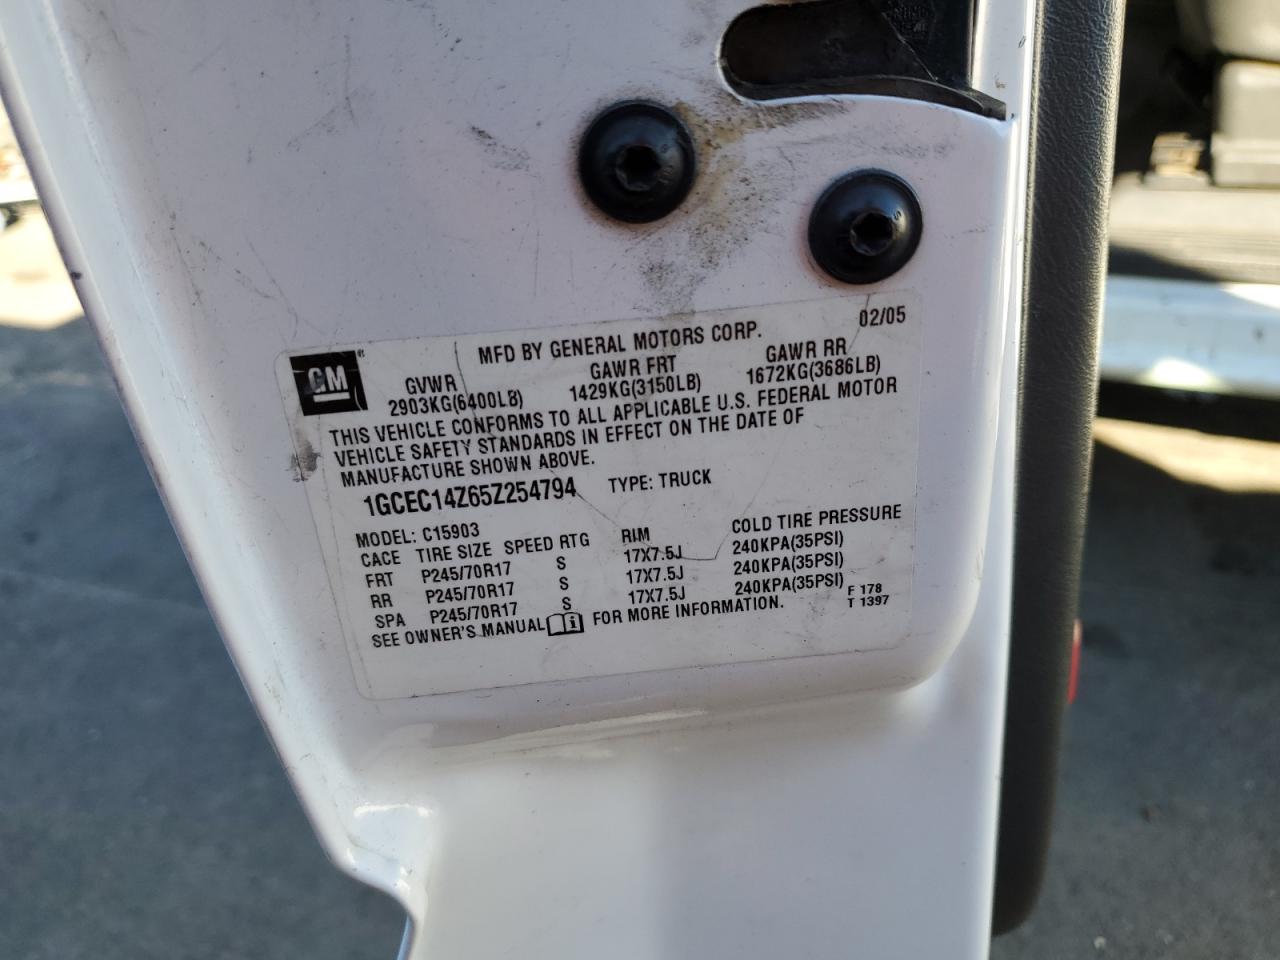 MFD BY GENERAL MOTORS CORP. 02/05
GM
GVWR GAWR FRT GAWR RR
2903KG(6400LB) 1429KG(3150LB) 1672KG(3686LB)
THIS VEHICLE CONFORMS TO ALL APPLICABLE U.S. FEDERAL MOTOR
VEHICLE SAFETY STANDARDS IN EFFECT ON THE DATE OF
MANUFACTURE SHOWN ABOVE.
1GCEC14Z65Z254794 TYPE: TRUCK
MODEL: C15903
CACE TIRE SIZE SPEED RTG RIM COLD TIRE PRESSURE
FRT P245/70R17 S 17X7.5J 240KPA(35PSI)
RR P245/70R17 S 17X7.5J 240KPA(35PSI)
SPA P245/70R17 S 17X7.5J 240KPA(35PSI)
SEE OWNER'S MANUAL FOR MORE INFORMATION.
F 178
T 1397